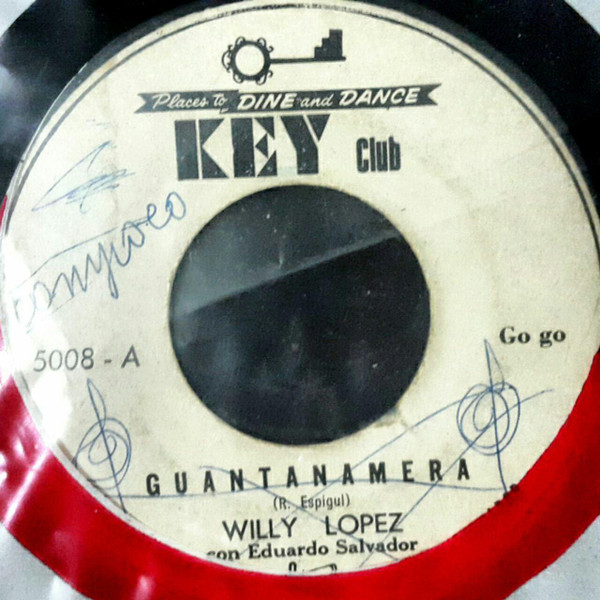 Places to DINE and DANCE
KEY Club
5008 - A
Go go
GUANTANAMERA
(R. Espigul)
WILLY LOPEZ
con Eduardo Salvador